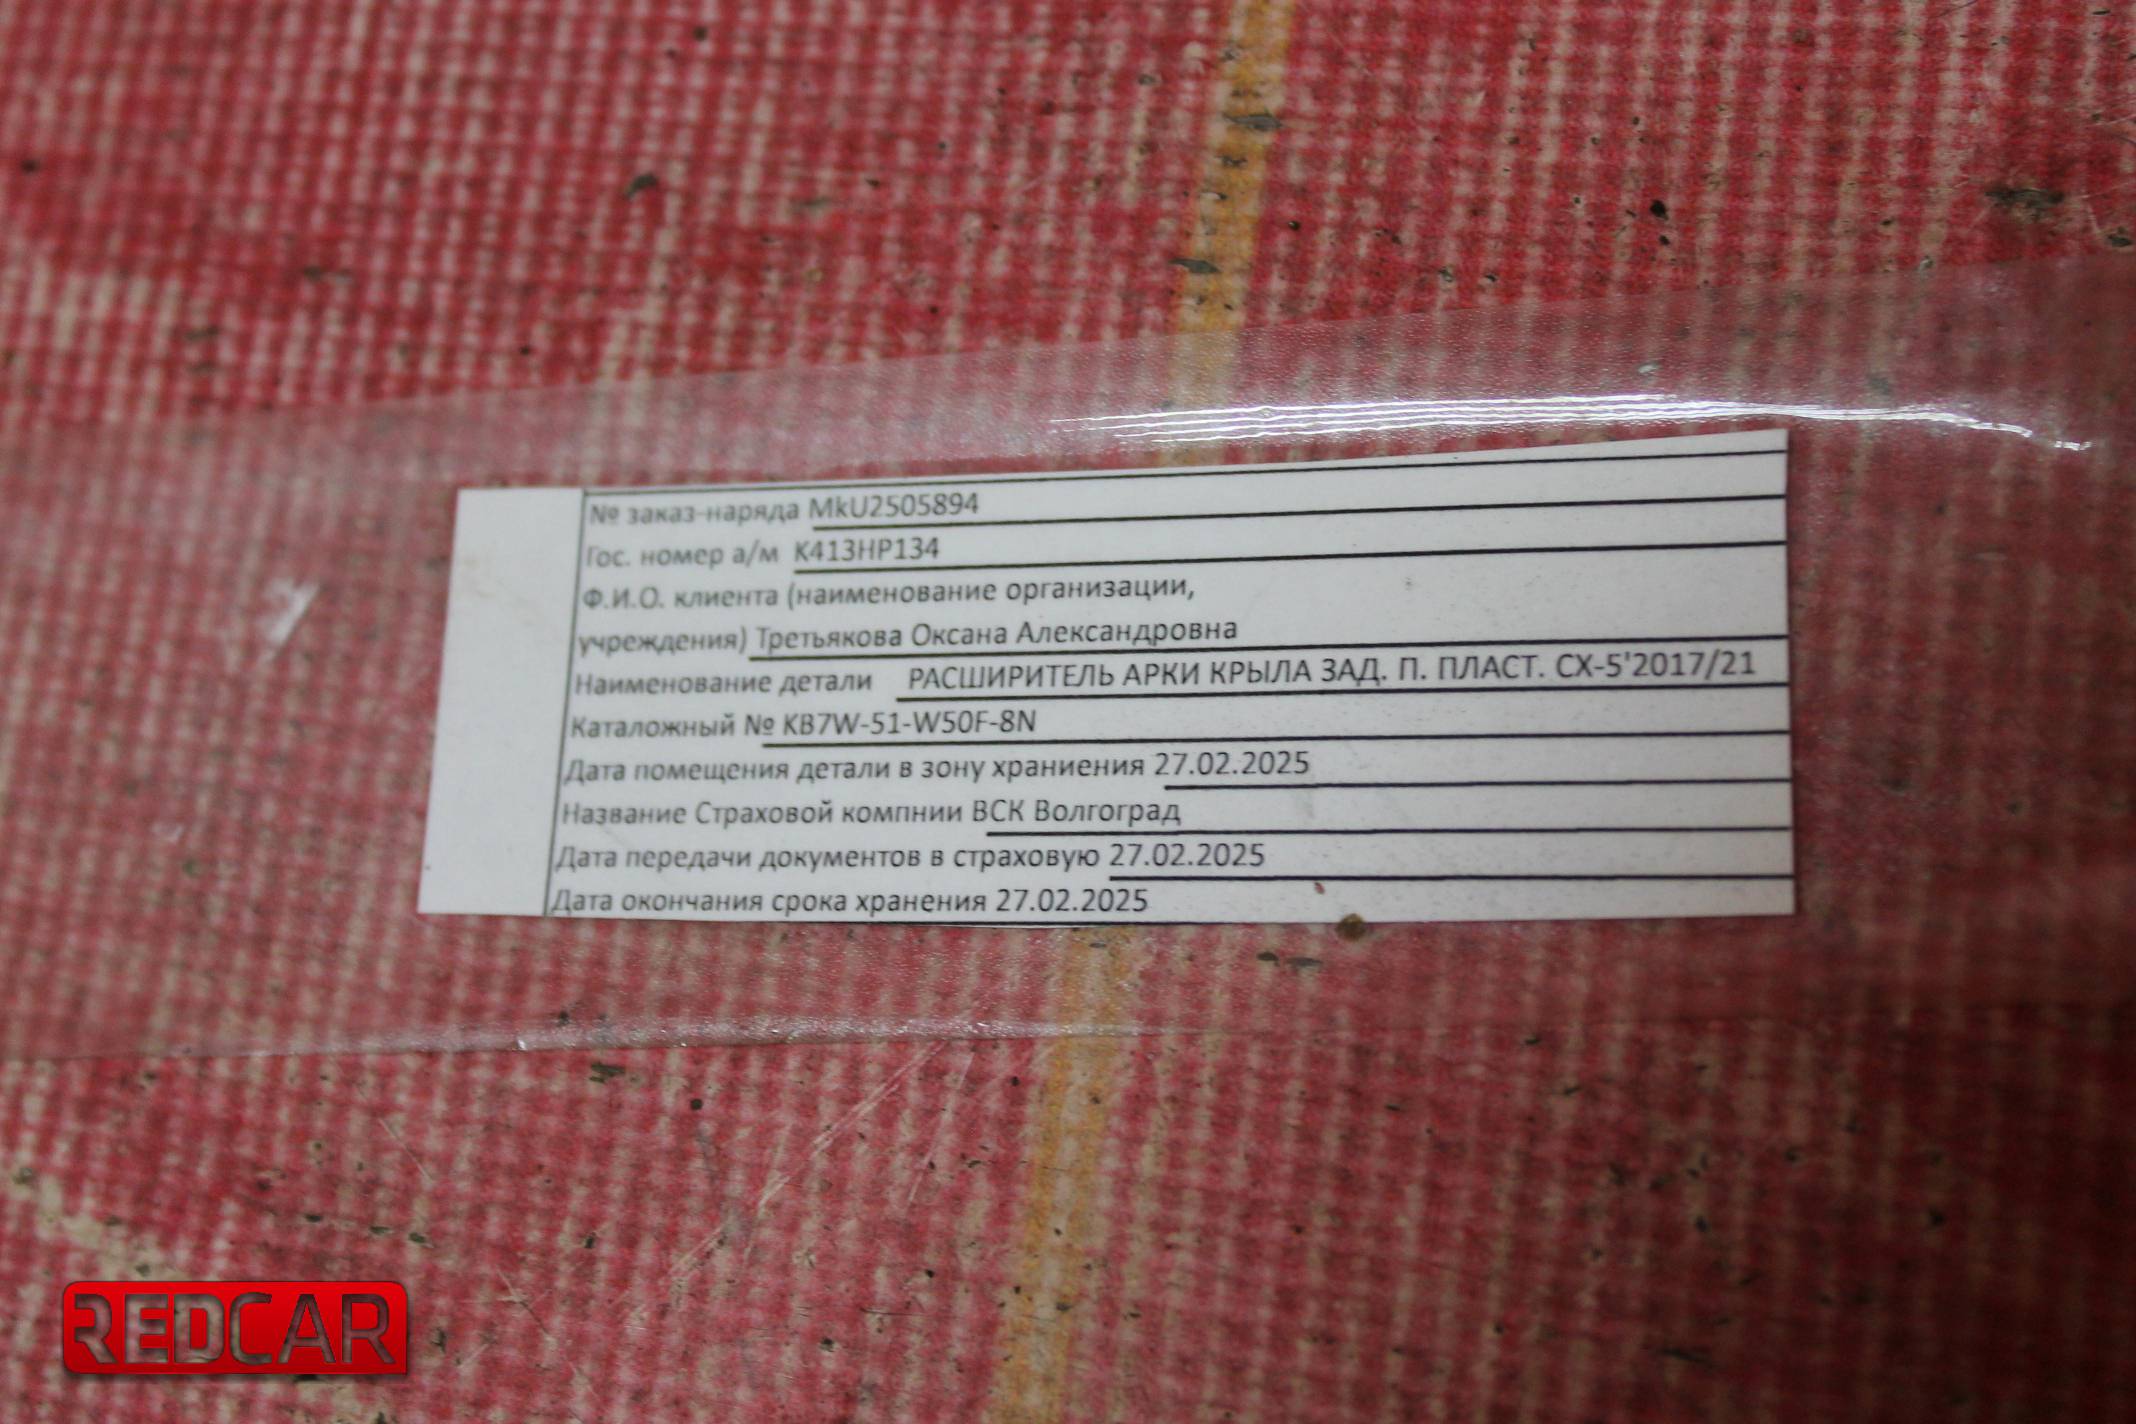 № заказ-наряда MkU2505894
Гос. номер а/м К413НР134
Ф.И.О. клиента (наименование организации,
учреждения) Третьякова Оксана Александровна
Наименование детали РАСШИРИТЕЛЬ АРКИ КРЫЛА ЗАД. П. ПЛАСТ. CX-5'2017/21
Каталожный № KB7W-51-W50F-8N
Дата помещения детали в зону храниения 27.02.2025
Название Страховой компнии ВСК Волгоград
Дата передачи документов в страховую 27.02.2025
Дата окончания срока хранения 27.02.2025
REDCAR